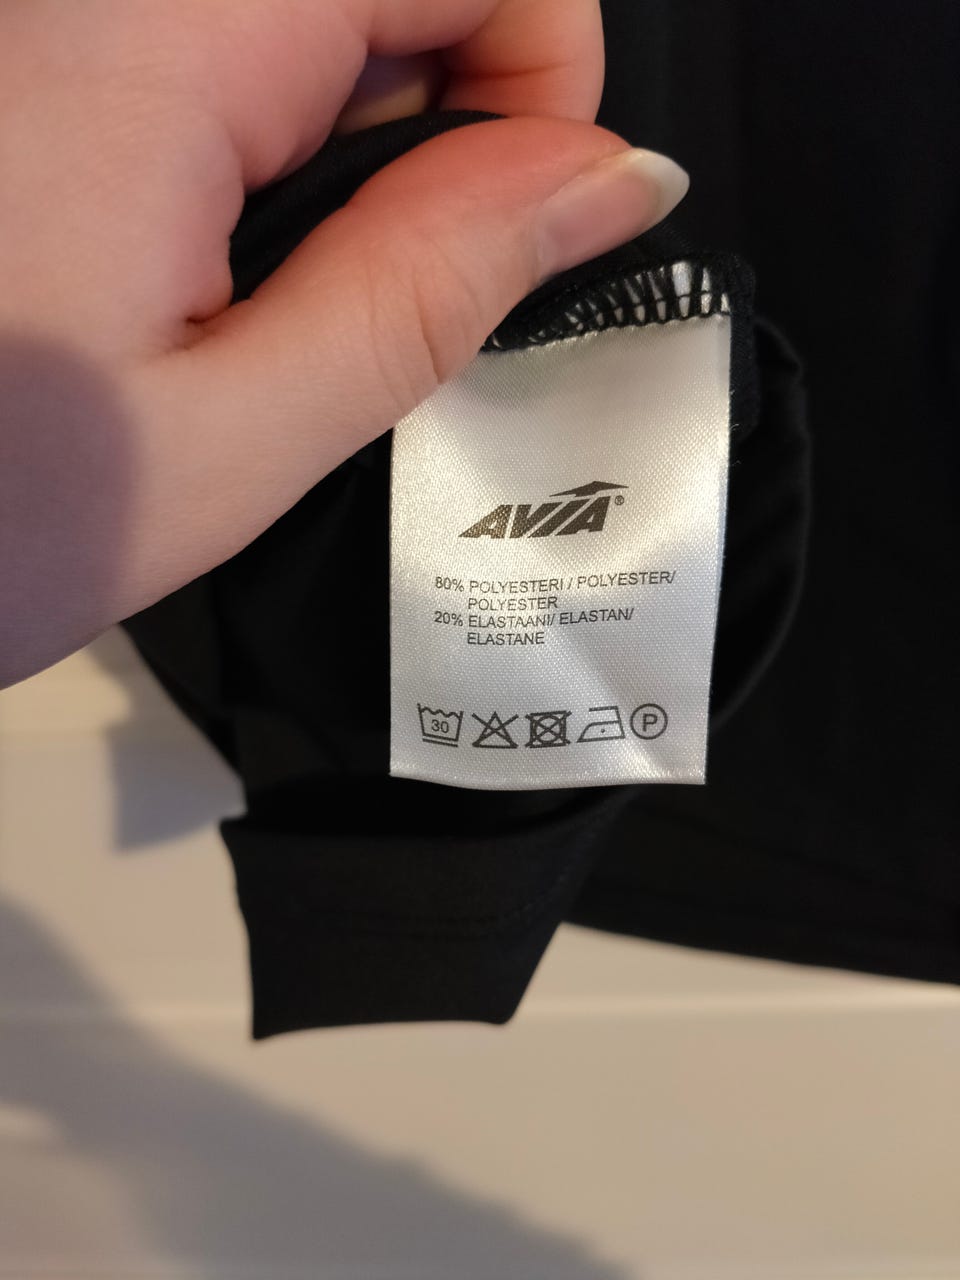 AVIA®
80% POLYESTERI / POLYESTER/
POLYESTER
20% ELASTAANI/ ELASTAN/
ELASTANE
30 P